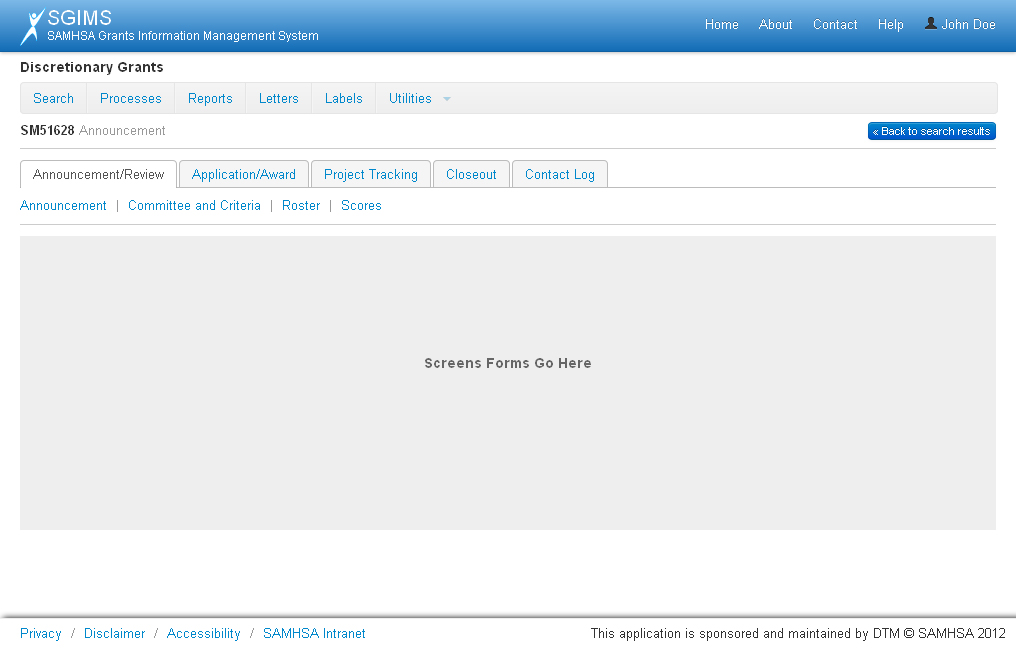 SGIMS
SAMHSA Grants Information Management System
Home About Contact Help John Doe
Discretionary Grants
Search Processes Reports Letters Labels Utilities
SM51628 Announcement
« Back to search results
Announcement/Review Application/Award Project Tracking Closeout Contact Log
Announcement | Committee and Criteria | Roster | Scores
Screens Forms Go Here
Privacy / Disclaimer / Accessibility / SAMHSA Intranet
This application is sponsored and maintained by DTM © SAMHSA 2012